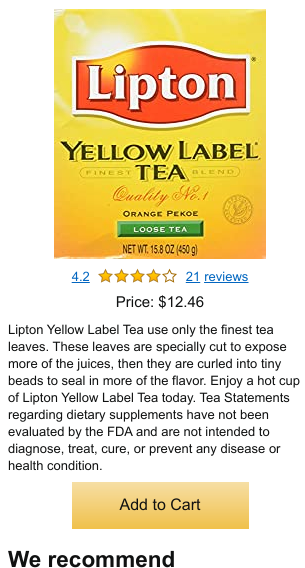 Lipton
YELLOW LABEL
TEA
FINEST BLEND
Quality No.1
ORANGE PEKOE
LOOSE TEA
NET WT. 15.8 OZ (450 g)
4.2 21 reviews
Price: $12.46
Lipton Yellow Label Tea use only the finest tea
leaves. These leaves are specially cut to expose
more of the juices, then they are curled into tiny
beads to seal in more of the flavor. Enjoy a hot cup
of Lipton Yellow Label Tea today. Tea Statements
regarding dietary supplements have not been
evaluated by the FDA and are not intended to
diagnose, treat, cure, or prevent any disease or
health condition.
Add to Cart
We recommend